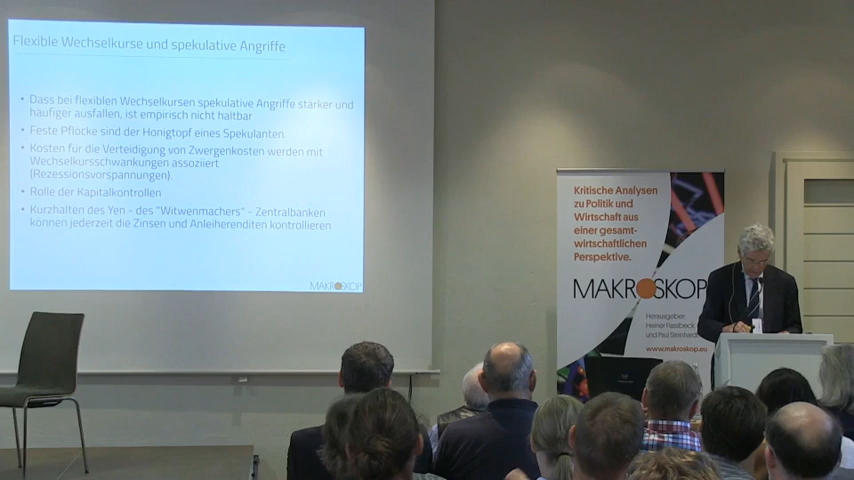 Flexible Wechselkurse und spekulative Angriffe
• Dass bei flexiblen Wechselkursen spekulative Angriffe stärker und
häufiger ausfallen, ist empirisch nicht haltbar
• Feste Pflöcke sind der Honigtopf eines Spekulanten.
• Kosten für die Verteidigung von Zwergenkosten werden mit
Wechselkursschwankungen assoziiert
(Rezessionsvorspannungen).
• Rolle der Kapitalkontrollen
• Kurzhalten des Yen - des "Witwenmachers" - Zentralbanken
können jederzeit die Zinsen und Anleiherenditen kontrollieren
MAKROSKOP
Kritische Analysen
zu Politik und
Wirtschaft aus
einer gesamt-
wirtschaftlichen
Perspektive.
MAKROSKOP
Herausgeber:
Heiner Flassbeck
und Paul Steinhardt
www.makroskop.eu